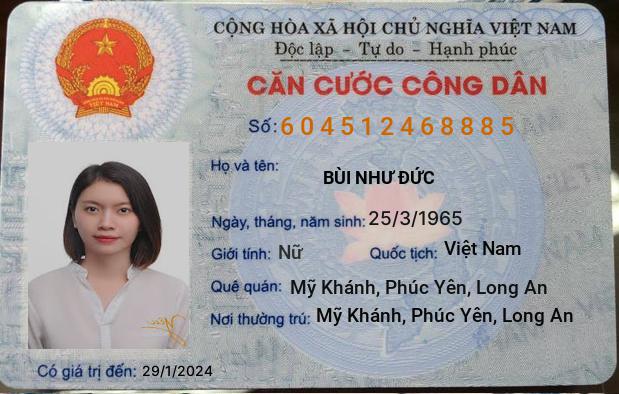 CỘNG HÒA XÃ HỘI CHỦ NGHĨA VIỆT NAM
Độc lập - Tự do - Hạnh phúc
CĂN CƯỚC CÔNG DÂN
Số: 604512468885
Họ và tên:
BÙI NHƯ ĐỨC
Ngày, tháng, năm sinh: 25/3/1965
Giới tính: Nữ Quốc tịch: Việt Nam
Quê quán: Mỹ Khánh, Phúc Yên, Long An
Nơi thường trú: Mỹ Khánh, Phúc Yên, Long An
Có giá trị đến: 29/1/2024